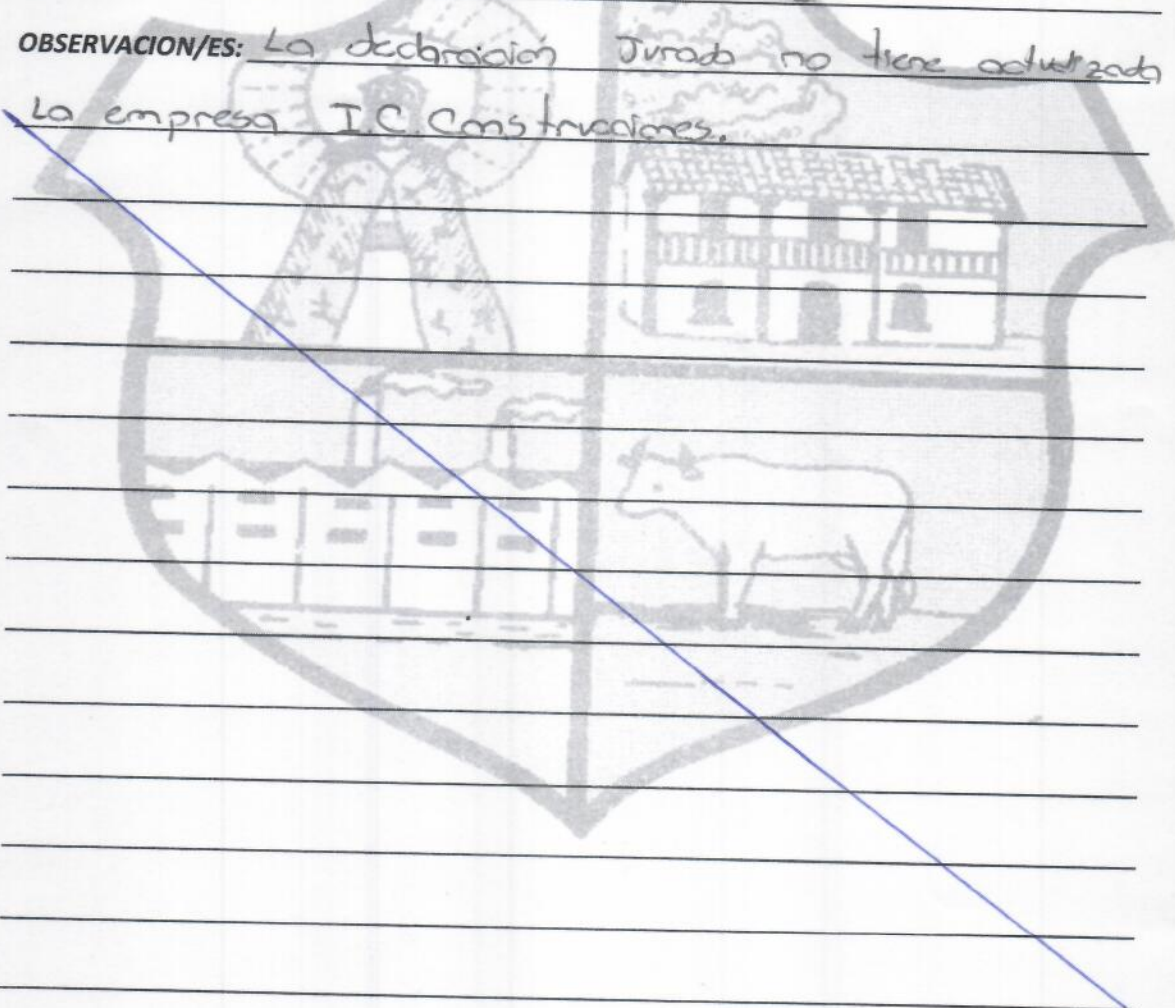 OBSERVACION/ES: La declaración Jurada no tiene actualizada
La empresa I.C. Construcciones.